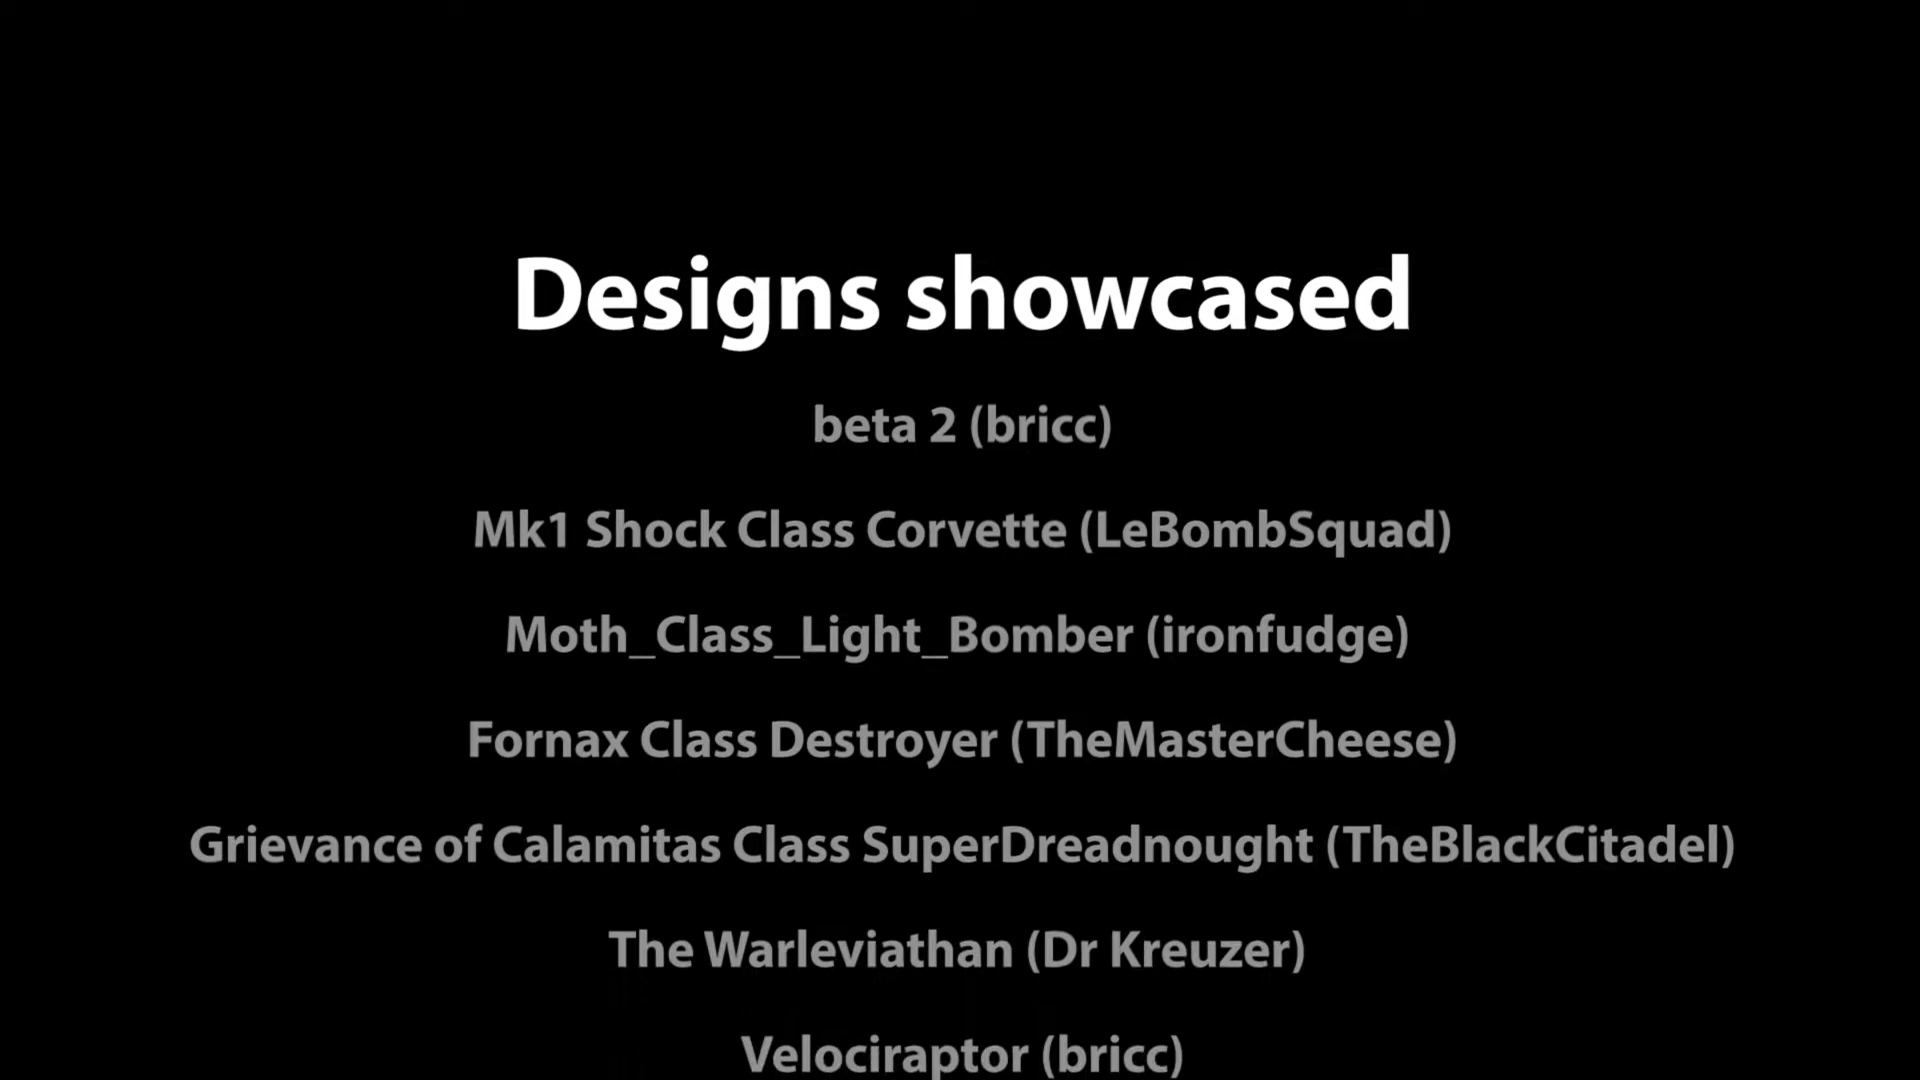 Designs showcased
beta 2 (bricc)
Mk1 Shock Class Corvette (LeBombSquad)
Moth_Class_Light_Bomber (ironfudge)
Fornax Class Destroyer (TheMasterCheese)
Grievance of Calamitas Class SuperDreadnought (TheBlackCitadel)
The Warleviathan (Dr Kreuzer)
Velociraptor (bricc)